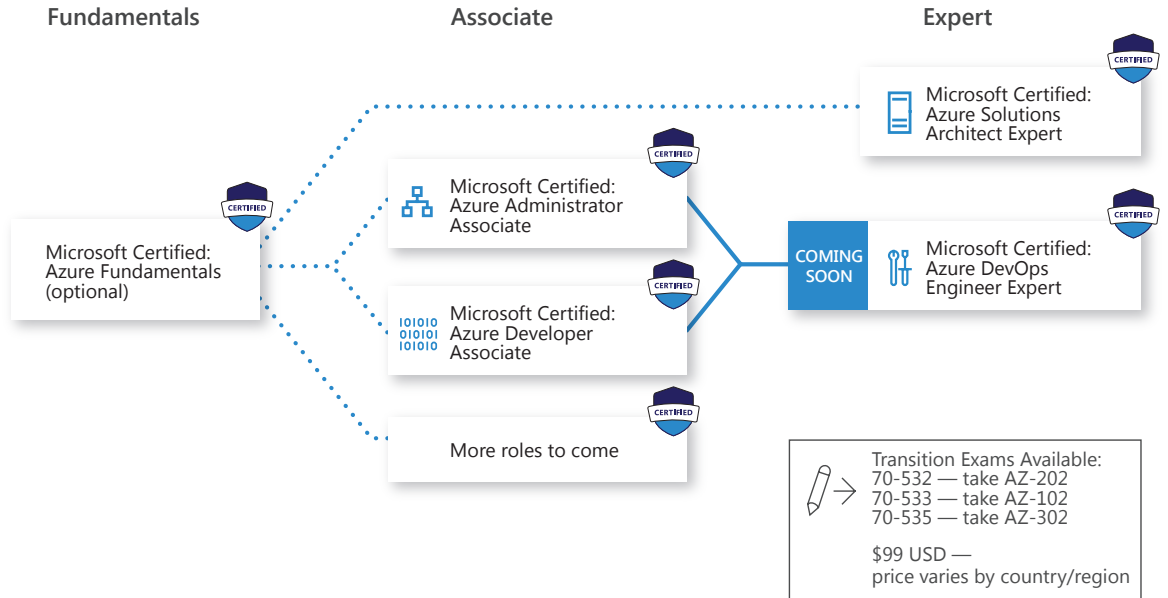 Fundamentals
Associate
Expert
CERTIFIED
Microsoft Certified:
Azure Solutions
Architect Expert
CERTIFIED
Microsoft Certified:
Azure Administrator
Associate
CERTIFIED
Microsoft Certified:
Azure Fundamentals
(optional)
CERTIFIED
COMING
SOON
Microsoft Certified:
Azure DevOps
Engineer Expert
CERTIFIED
101010
010101
101010
Microsoft Certified:
Azure Developer
Associate
CERTIFIED
More roles to come
Transition Exams Available:
70-532 — take AZ-202
70-533 — take AZ-102
70-535 — take AZ-302
$99 USD —
price varies by country/region